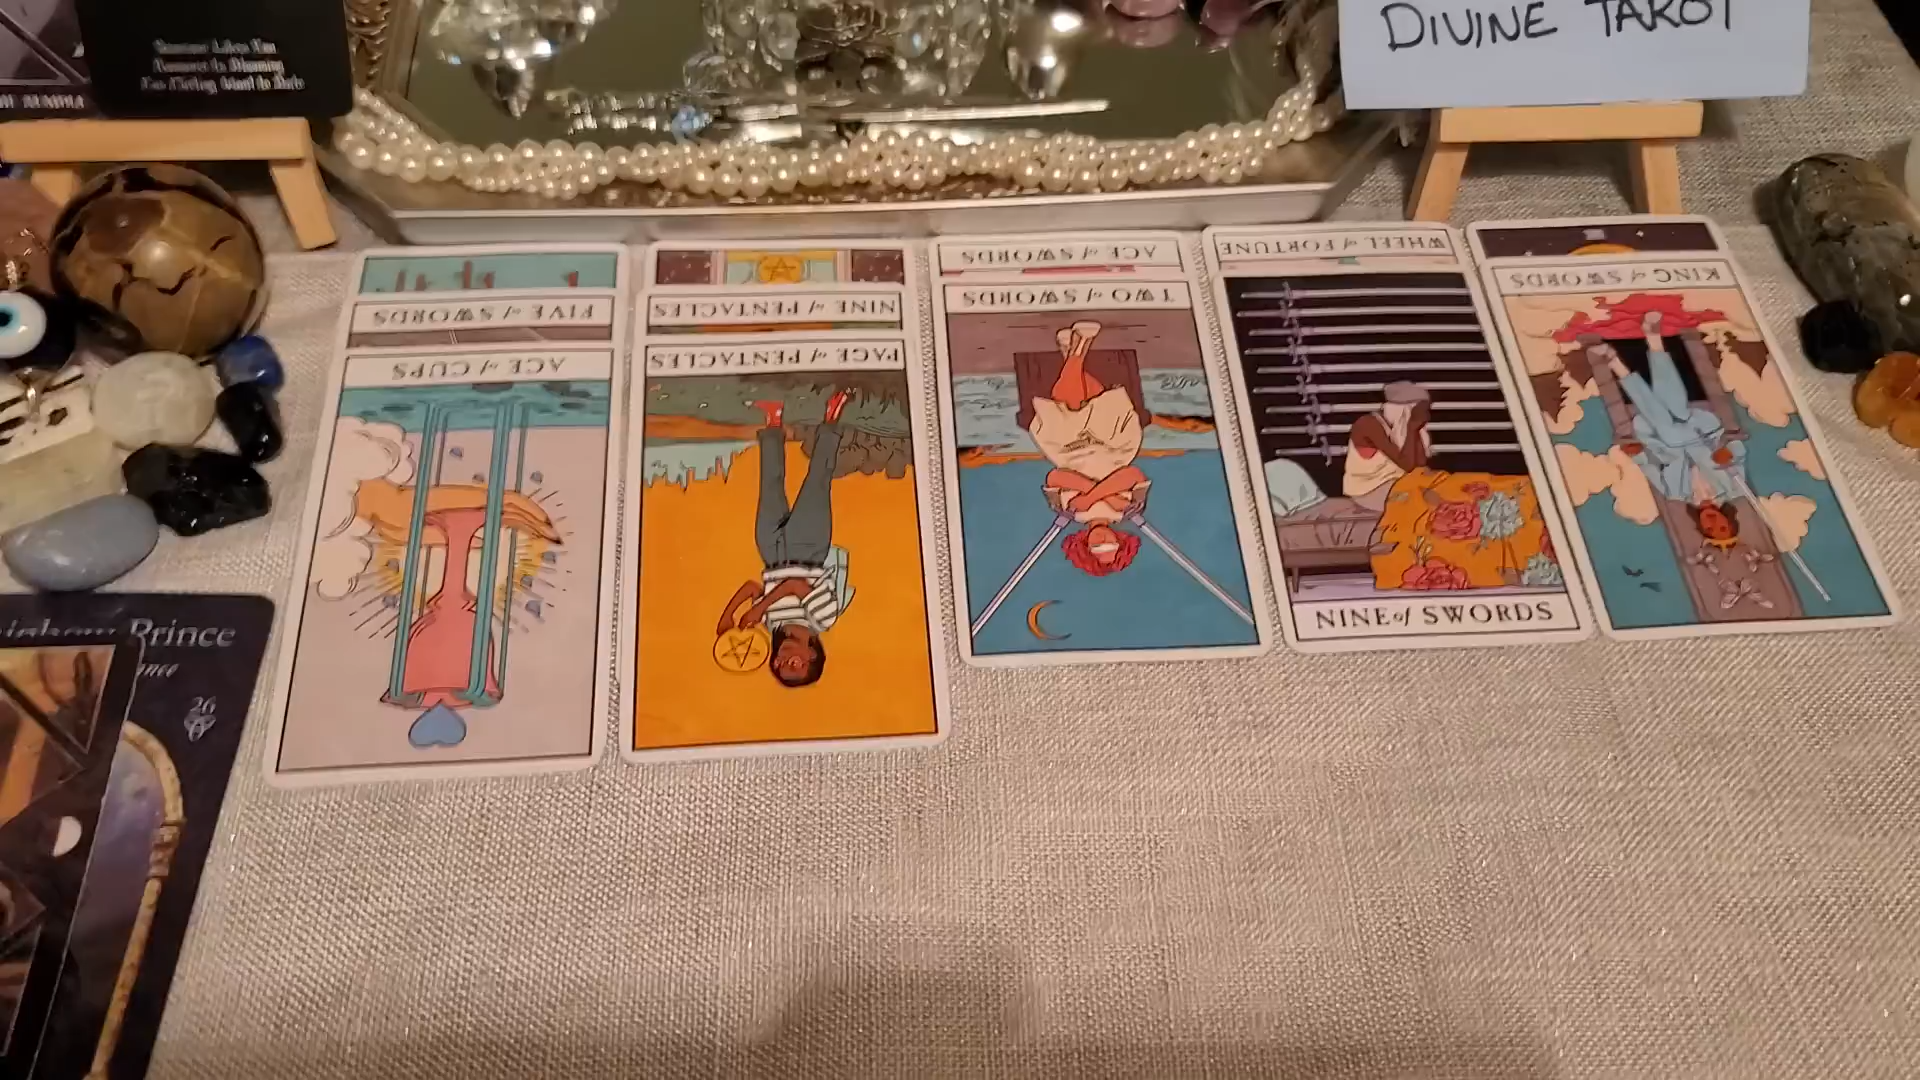 DIVINE TAROT
WHEEL of FORTUNE
ACE of SWORDS
KING of SWORDS
TWO of SWORDS
NINE of PENTACLES
FIVE of SWORDS
PAGE of PENTACLES
ACE of CUPS
NINE of SWORDS
Prince
26